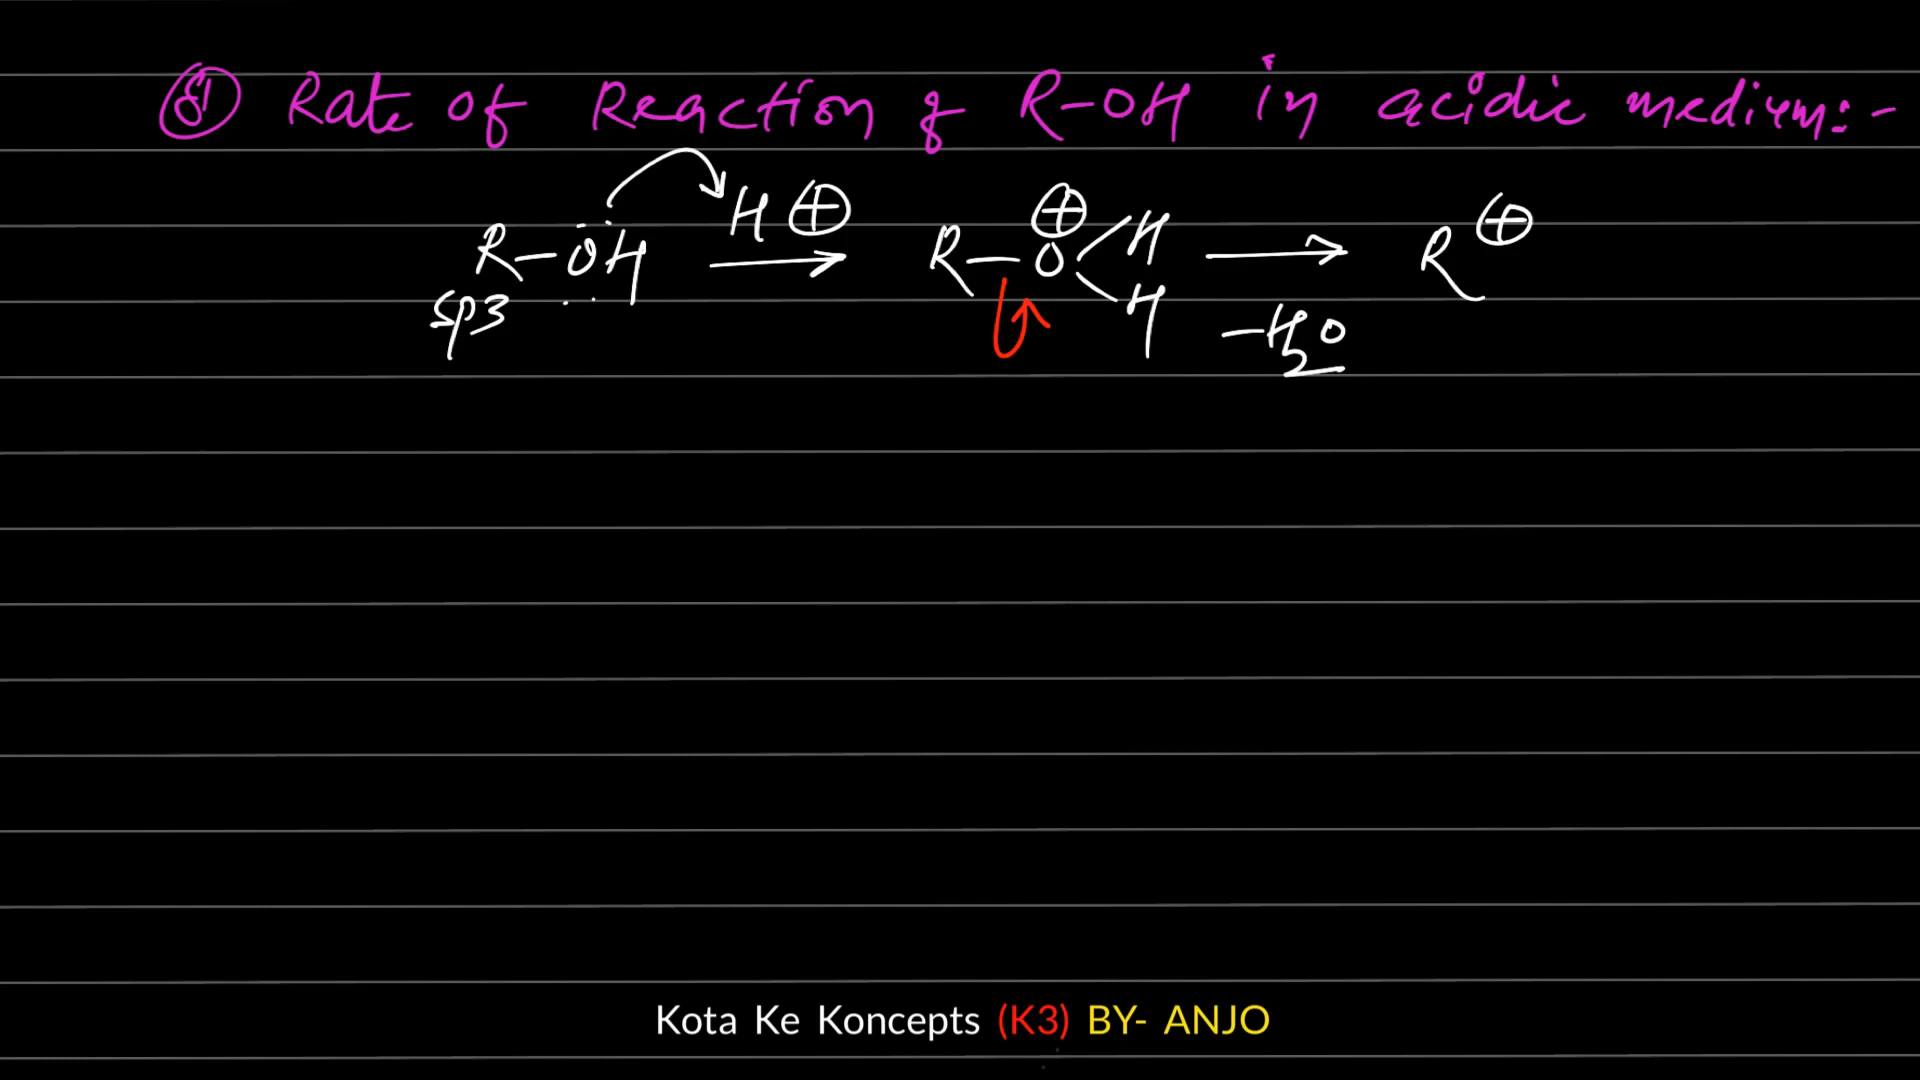 ⑧ Rate of Reaction of R-OH in acidic medium:-
R-ÖH H⊕ → R-O⊕ H H → R⊕
sp3 -H2O
Kota Ke Koncepts (K3) BY- ANJO